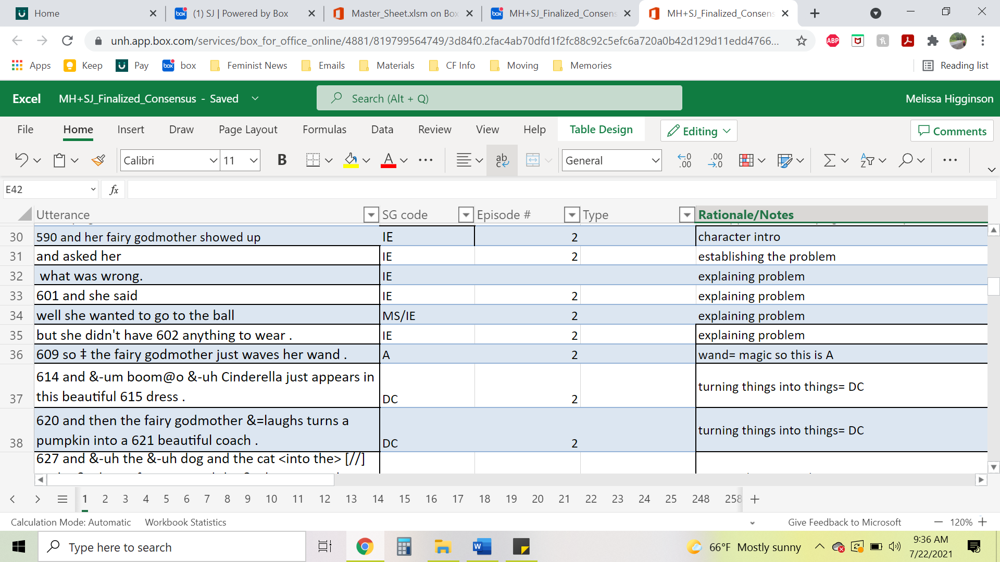 Home
(1) SJ | Powered by Box
Master_Sheet.xlsm on Box
MH+SJ_Finalized_Consens
MH+SJ_Finalized_Consens
unh.app.box.com/services/box_for_office_online/4881/819799564749/3d84f0.2fac4ab70dfd1f2fc88c92c5efc6a720a0b42d129d11edd4766...
ABP
Apps Keep Pay box Feminist News Emails Materials CF Info Moving Memories Reading list
Excel MH+SJ_Finalized_Consensus - Saved Search (Alt + Q) Melissa Higginson
File Home Insert Draw Page Layout Formulas Data Review View Help Table Design Editing Comments
Calibri 11 B A ab General
E42 fx
Utterance SG code Episode # Type Rationale/Notes
30 590 and her fairy godmother showed up IE 2 character intro
31 and asked her IE 2 establishing the problem
32 what was wrong. IE explaining problem
33 601 and she said IE 2 explaining problem
34 well she wanted to go to the ball MS/IE 2 explaining problem
35 but she didn't have 602 anything to wear . IE 2 explaining problem
36 609 so ‡ the fairy godmother just waves her wand . A 2 wand= magic so this is A
614 and &-um boom@o &-uh Cinderella just appears in
37 this beautiful 615 dress . DC 2 turning things into things= DC
620 and then the fairy godmother &=laughs turns a
38 pumpkin into a 621 beautiful coach . DC 2 turning things into things= DC
627 and &-uh the &-uh dog and the cat <into the> [//]
1 2 3 4 5 6 7 8 9 10 11 12 13 14 15 16 17 18 19 20 21 22 23 24 25 248 258
Calculation Mode: Automatic Workbook Statistics Give Feedback to Microsoft 120%
Type here to search 66°F Mostly sunny 9:36 AM
7/22/2021